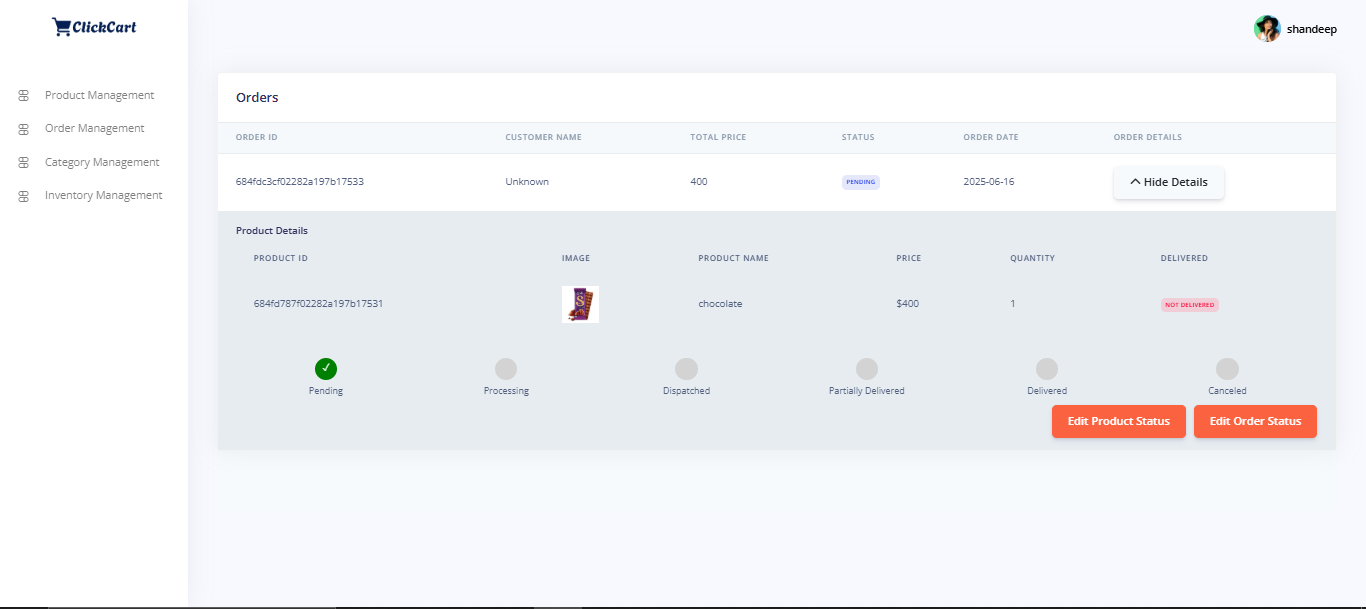 ClickCart
shandeep
Product Management
Order Management
Category Management
Inventory Management
Orders
ORDER ID CUSTOMER NAME TOTAL PRICE STATUS ORDER DATE ORDER DETAILS
684fdc3cf02282a197b17533 Unknown 400 PENDING 2025-06-16 Hide Details
Product Details
PRODUCT ID IMAGE PRODUCT NAME PRICE QUANTITY DELIVERED
684fd787f02282a197b17531 chocolate $400 1 NOT DELIVERED
Pending Processing Dispatched Partially Delivered Delivered Canceled
Edit Product Status Edit Order Status